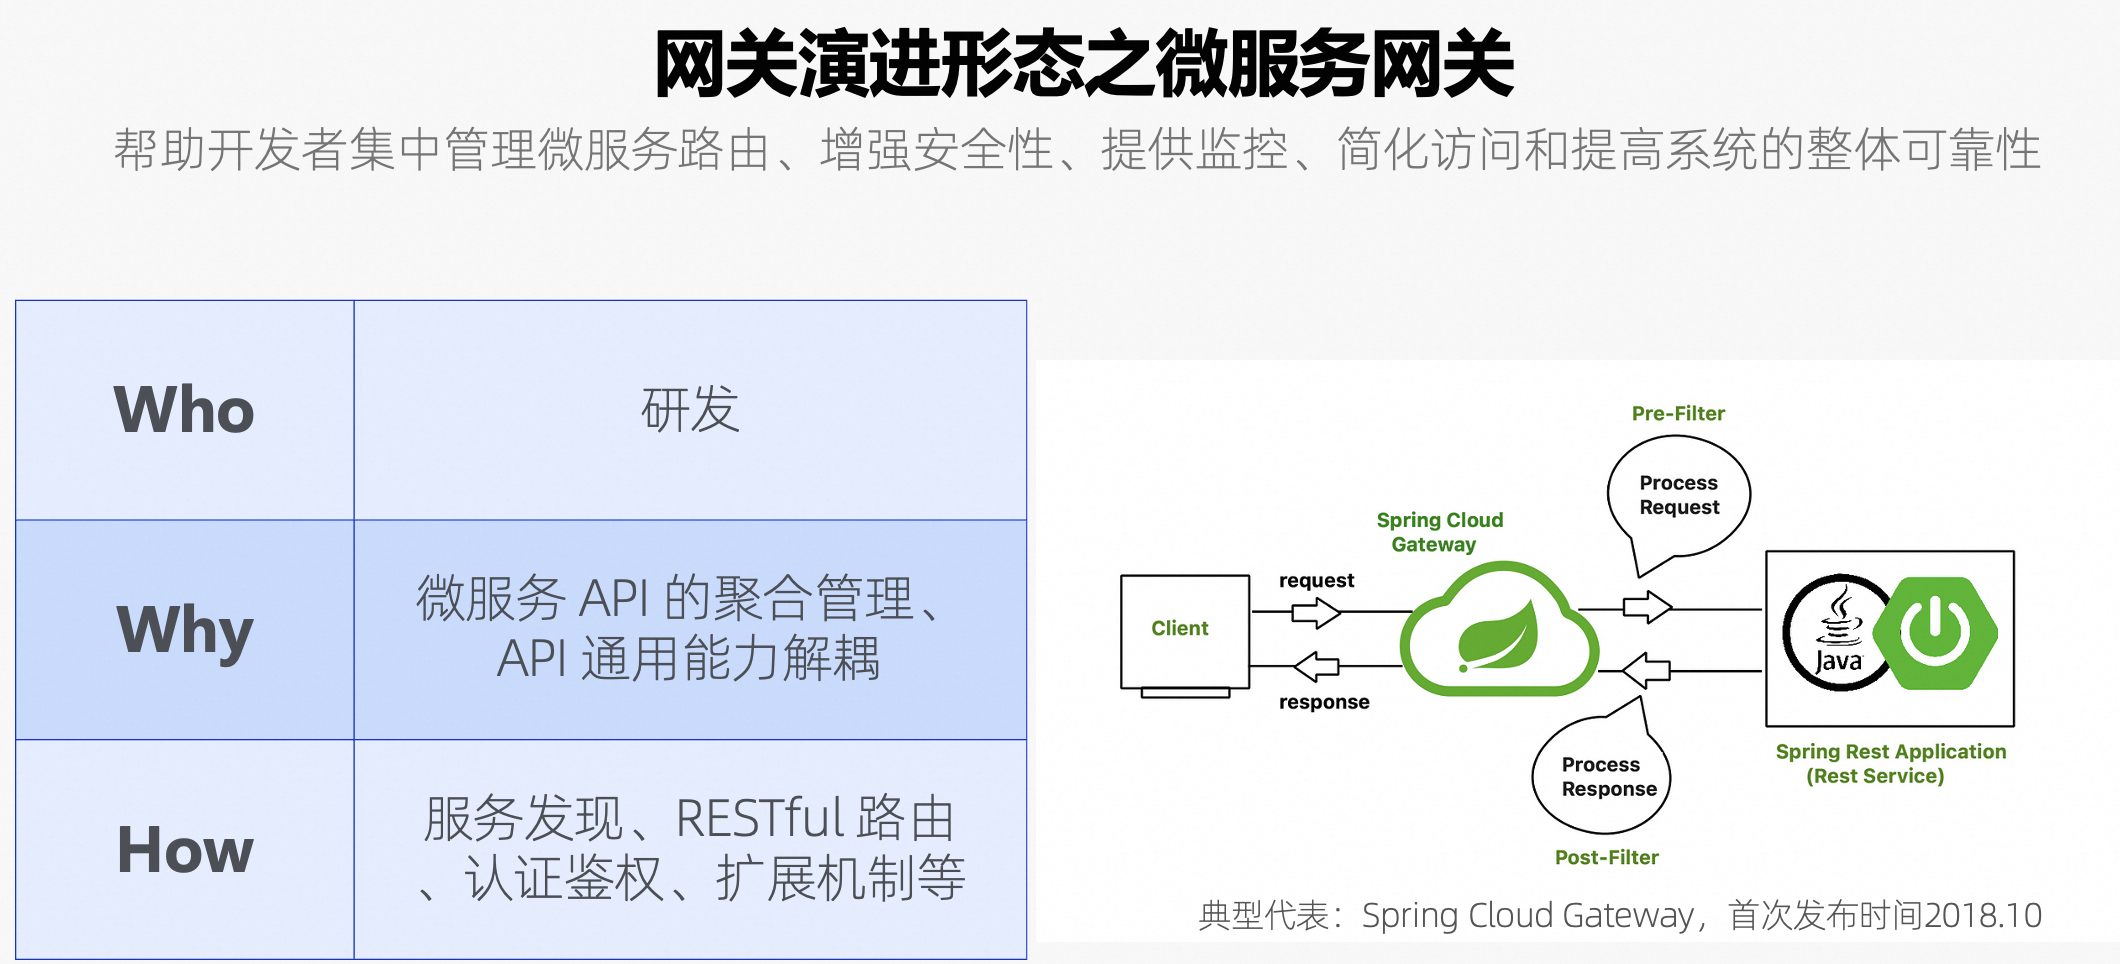 网关演进形态之微服务网关
帮助开发者集中管理微服务路由、增强安全性、提供监控、简化访问和提高系统的整体可靠性
Who
研发
Why
微服务 API 的聚合管理、
API 通用能力解耦
How
服务发现、RESTful 路由
、认证鉴权、扩展机制等
Pre-Filter
Process
Request
Spring Cloud
Gateway
request
Client
response
Java
Process
Response
Spring Rest Application
(Rest Service)
Post-Filter
典型代表：Spring Cloud Gateway，首次发布时间2018.10